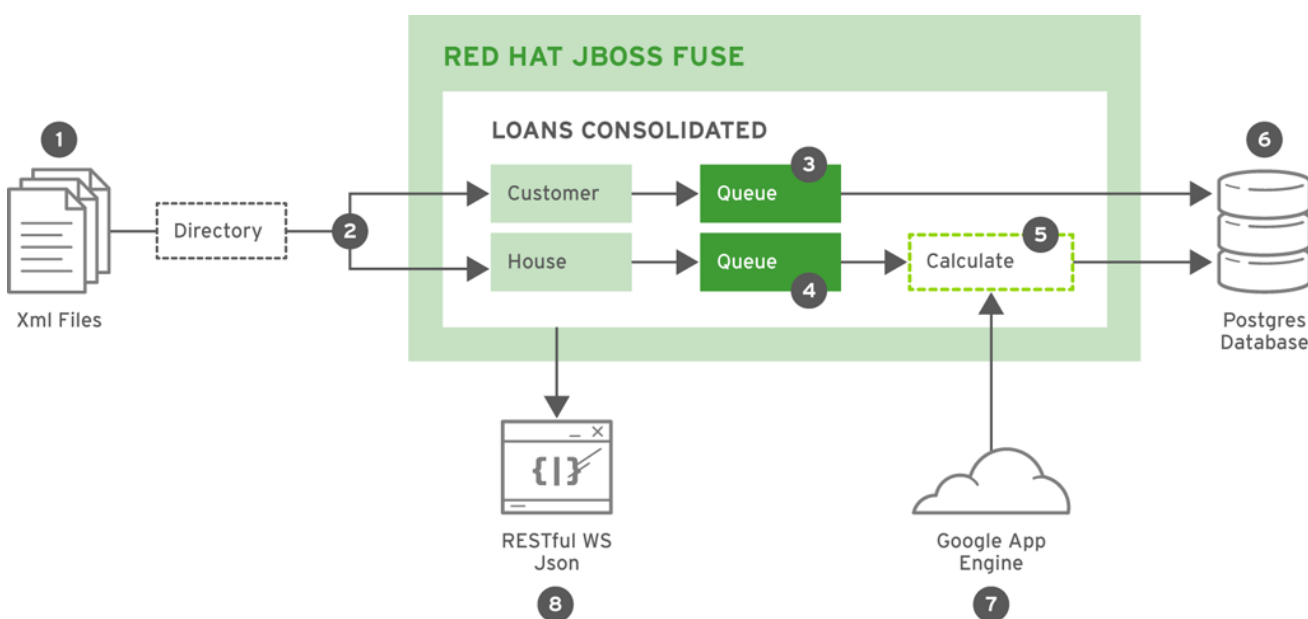 RED HAT JBOSS FUSE
LOANS CONSOLIDATED
1
6
3
Customer
Queue
Directory
2
5
House
Queue
Calculate
4
Xml Files
Postgres
Database
{|}
RESTful WS
Json
Google App
Engine
8
7